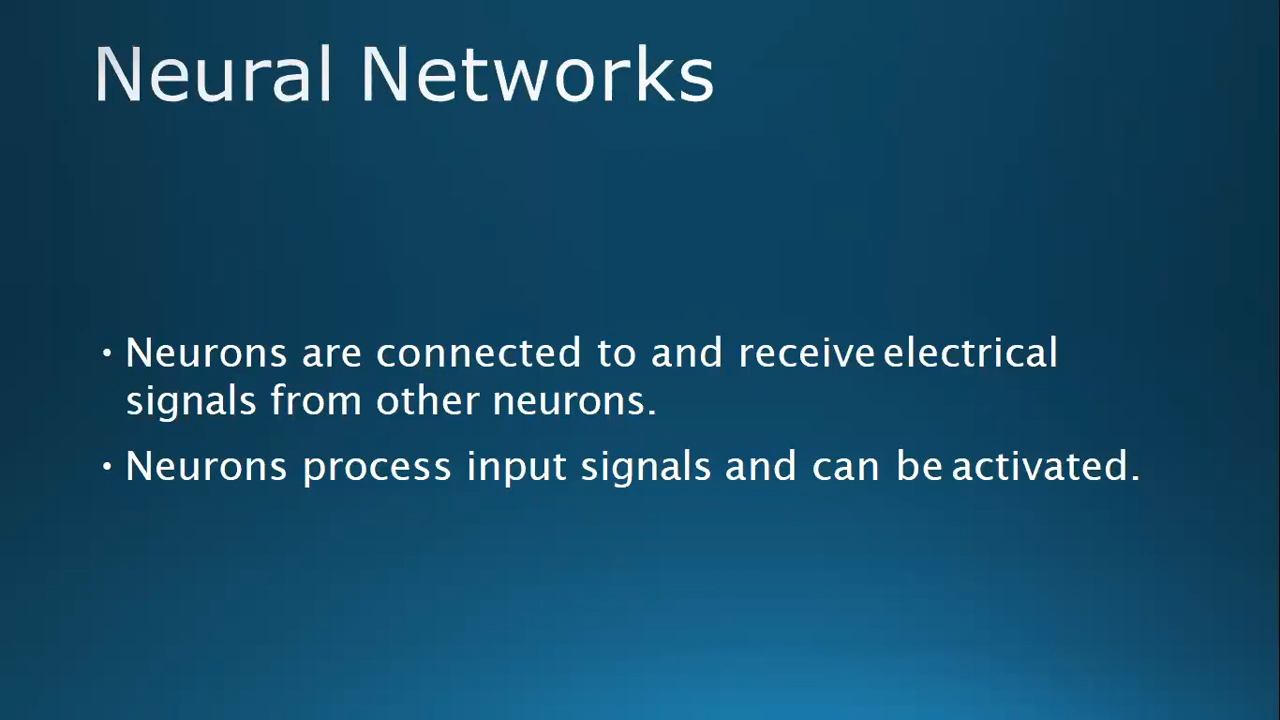 Neural Networks
• Neurons are connected to and receive electrical
signals from other neurons.
• Neurons process input signals and can be activated.